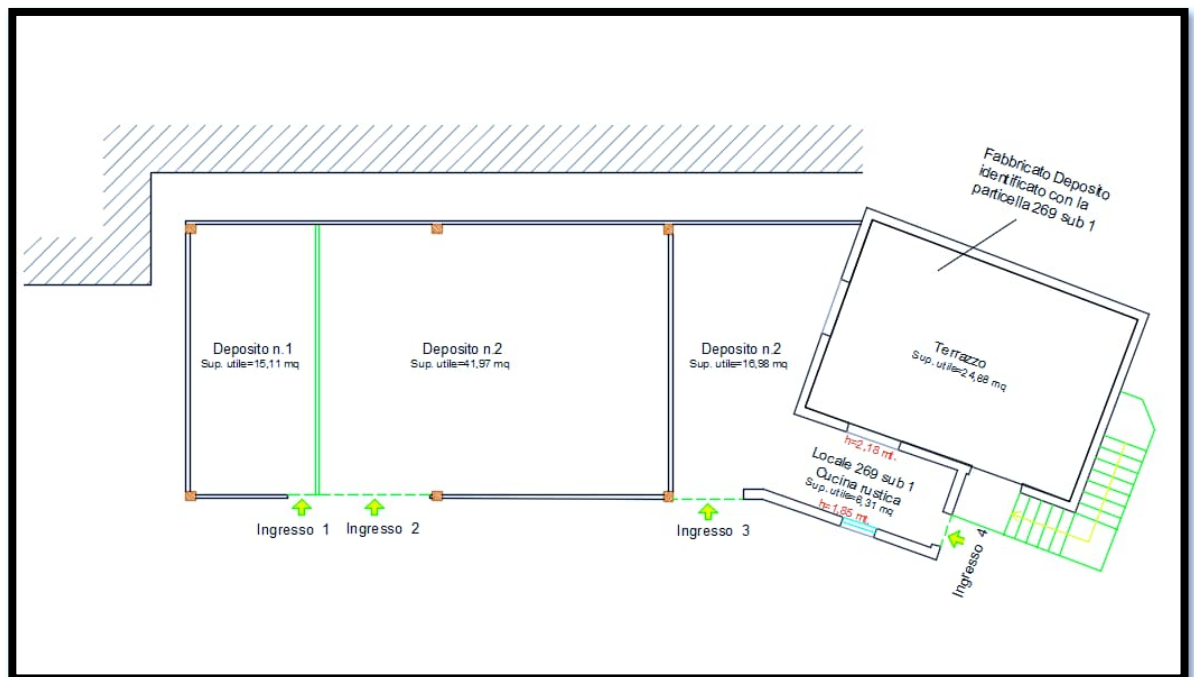 Fabbricato Deposito
identificato con la
particella 269 sub 1
Deposito n.1
Sup. utile=15,11 mq
Deposito n.2
Sup. utile=41,97 mq
Deposito n.2
Sup. utile=16,98 mq
Terrazzo
Sup. utile=24,88 mq
h=2,18 mt.
Locale 269 sub 1
Cucina rustica
Sup. utile=6,31 mq
h=1,85 mt.
Ingresso 1
Ingresso 2
Ingresso 3
Ingresso 4